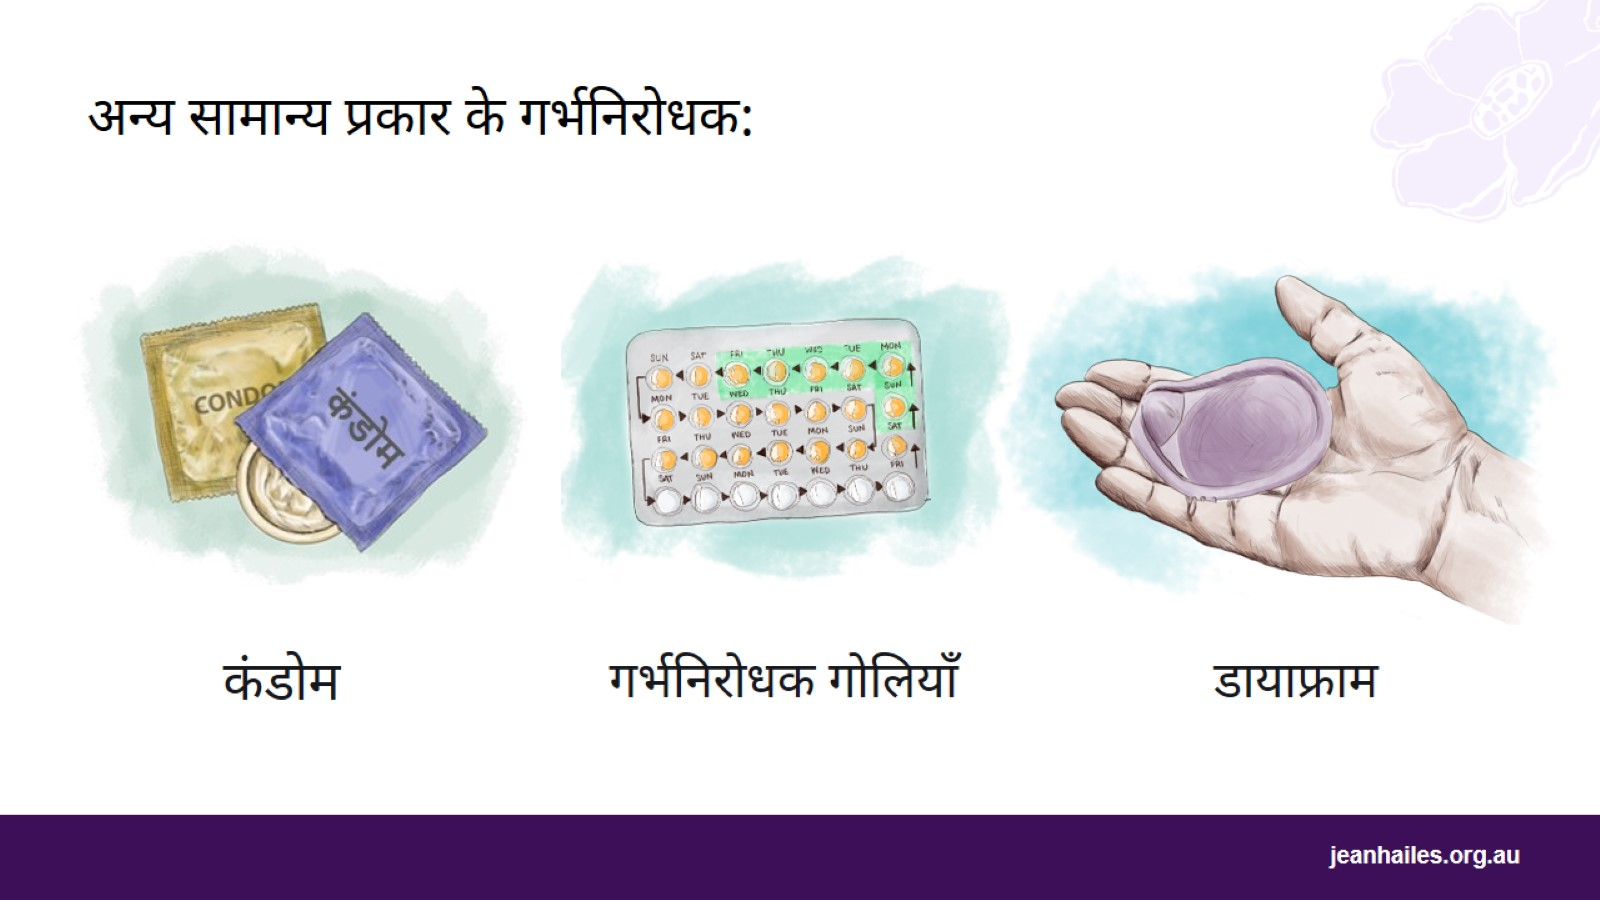 अन्य सामान्य प्रकार के गर्भनिरोधक:
CONDO
कंडोम
SUN SAT FRI THU WED TUE MON
MON TUE WED THU FRI SAT SUN
FRI THU WED TUE MON SUN SAT
SAT SUN MON TUE WED THU FRI
कंडोम
गर्भनिरोधक गोलियाँ
डायाफ्राम
jeanhailes.org.au